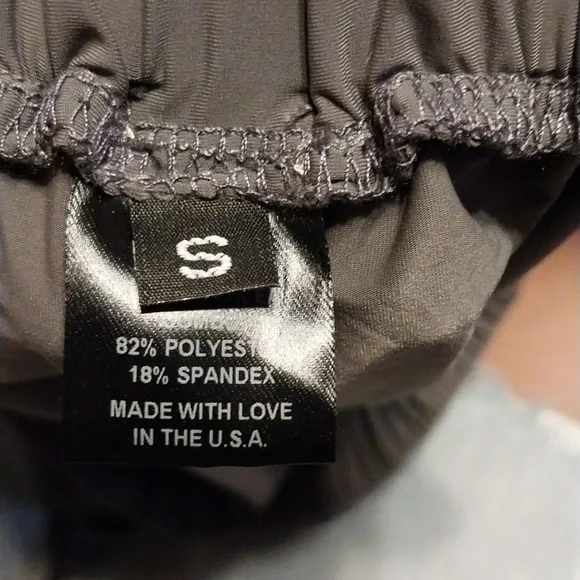 S
82% POLYEST
18% SPANDEX
MADE WITH LOVE
IN THE U.S.A.